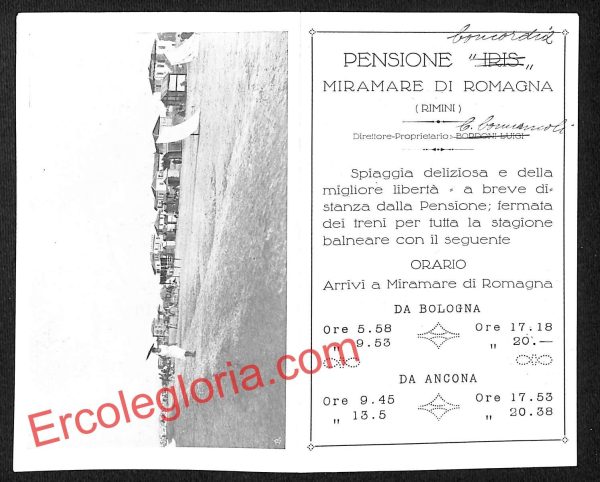 Concordia
PENSIONE "IRIS"
MIRAMARE DI ROMAGNA
(RIMINI)
Direttore-Proprietario: BORDONI LUIGI
Spiaggia deliziosa e della
migliore libertà - a breve di-
stanza dalla Pensione; fermata
dei treni per tutta la stagione
balneare con il seguente
ORARIO
Arrivi a Miramare di Romagna
DA BOLOGNA
Ore 5.58 Ore 17.18
" 9.53 " 20.—
DA ANCONA
Ore 9.45 Ore 17.53
" 13.5 " 20.38
Ercolegloria.com